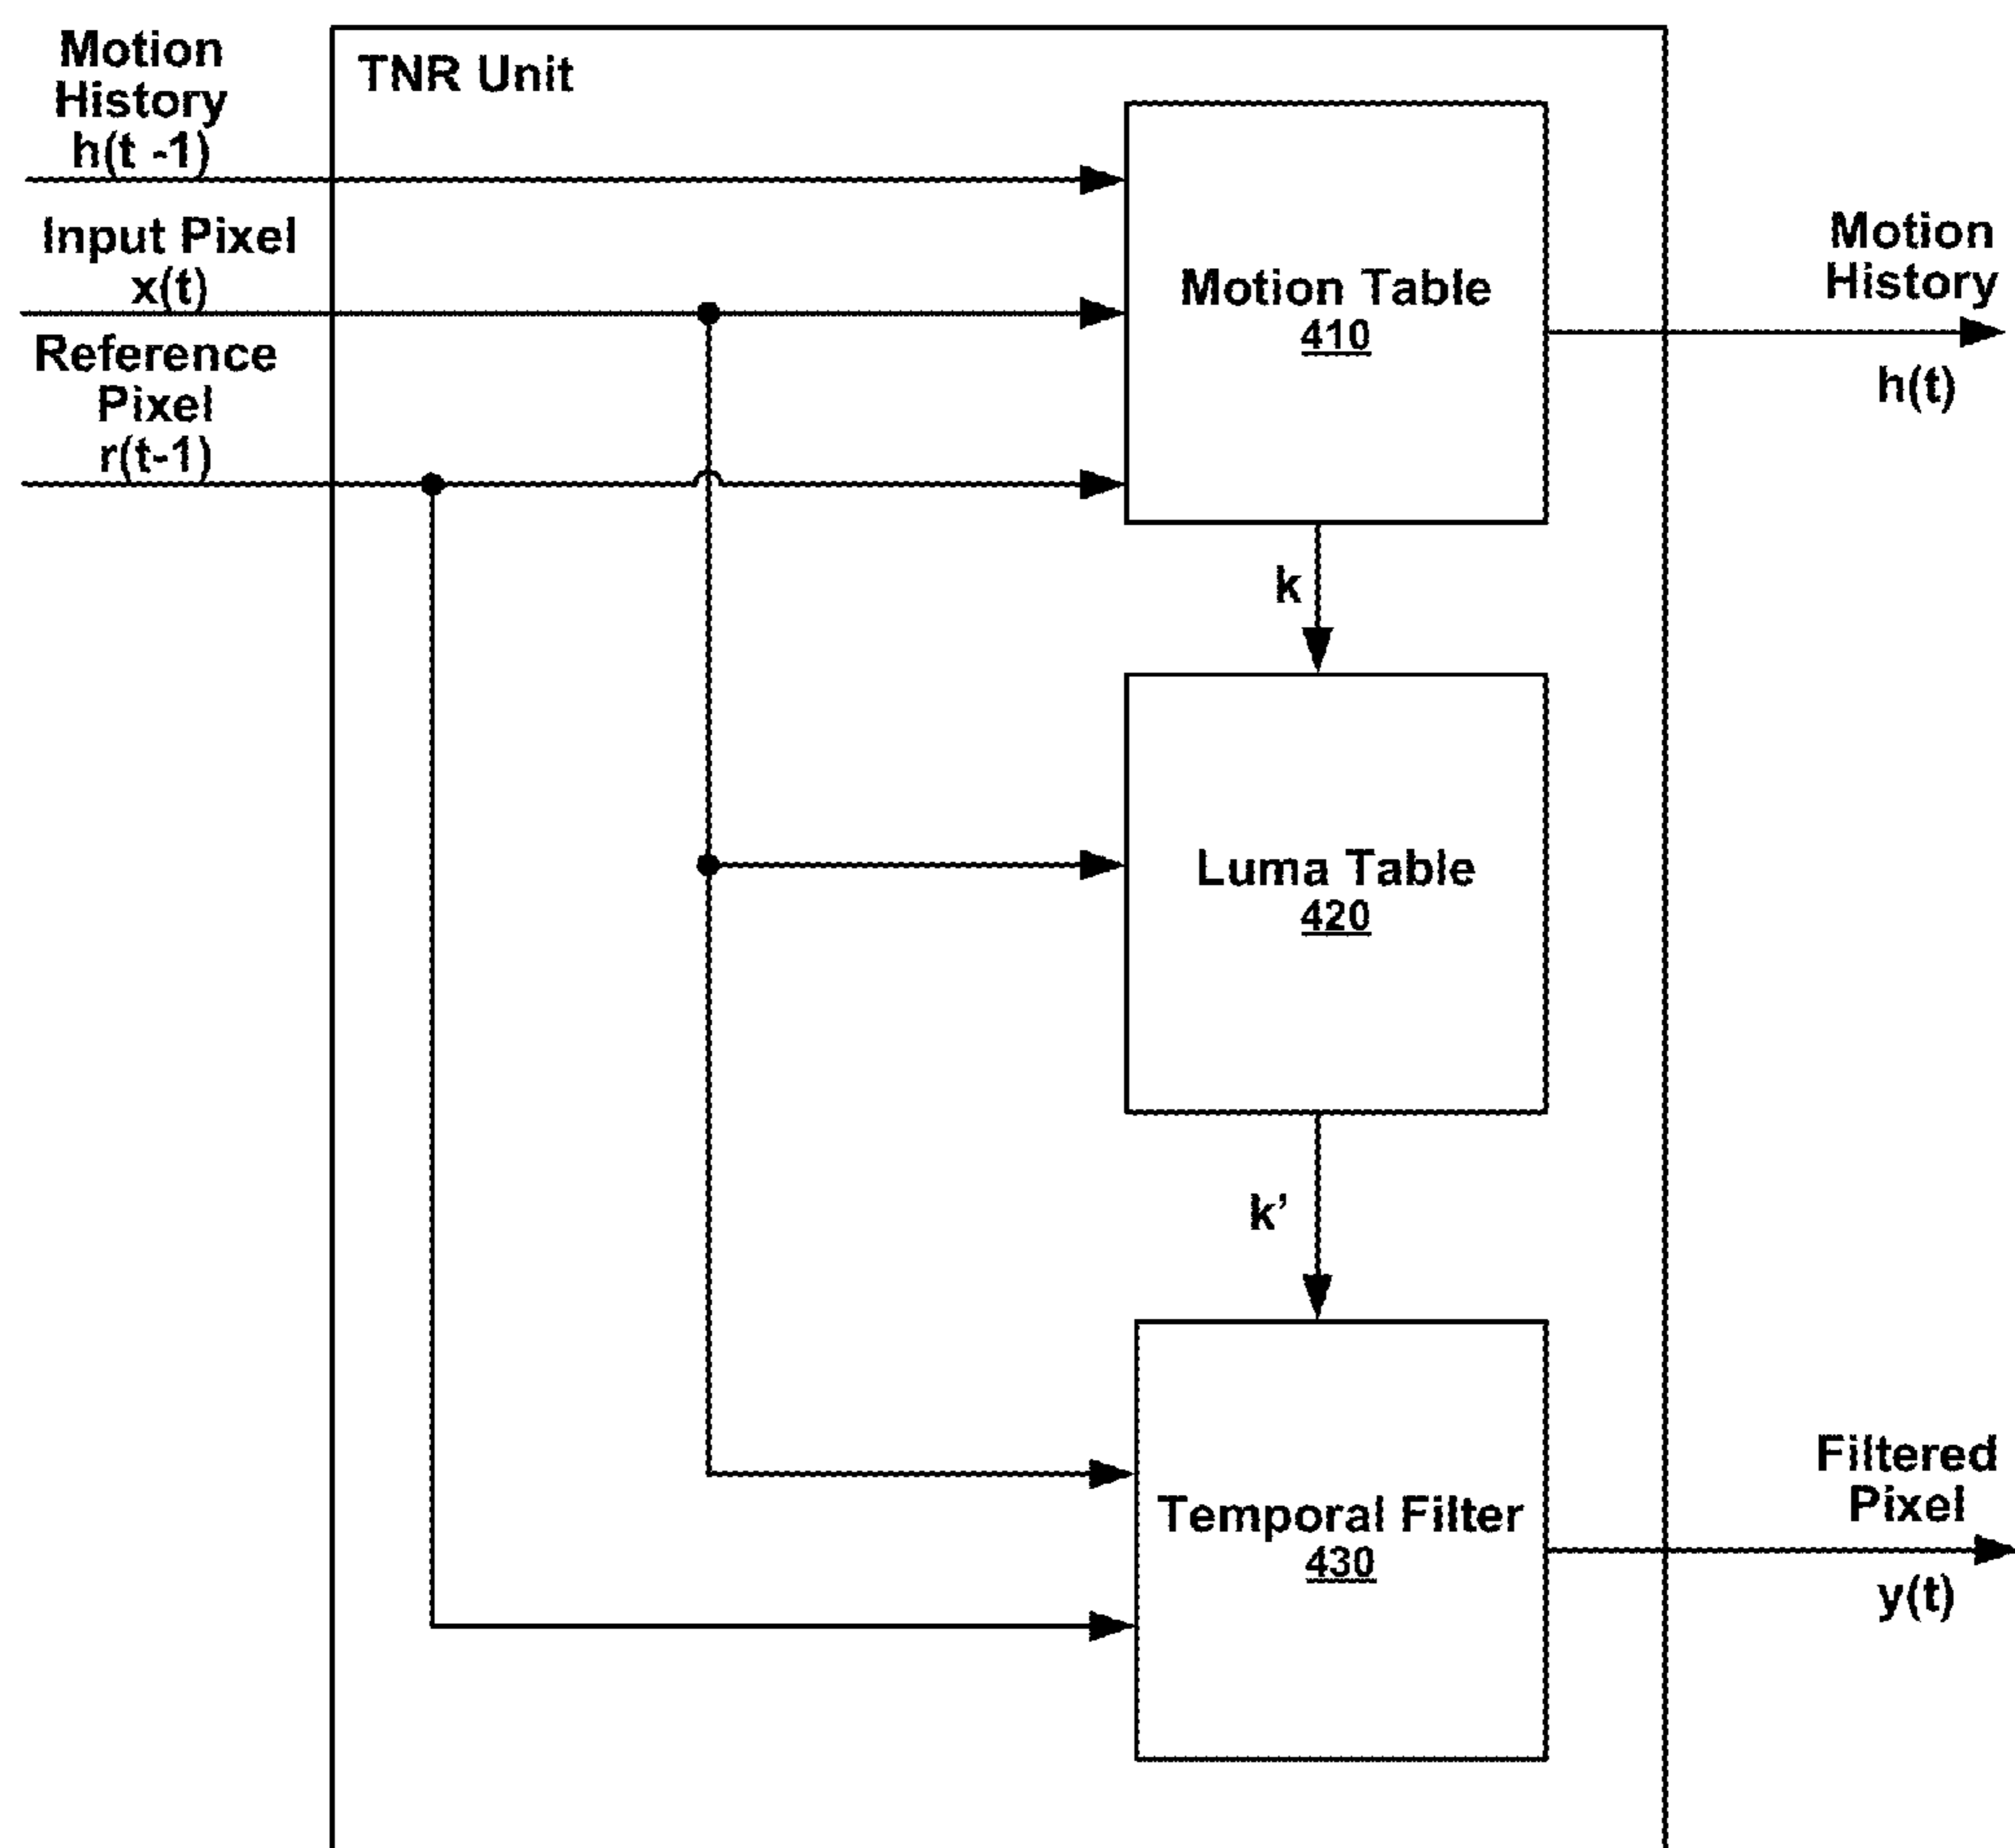 Motion
History
h(t -1)
TNR Unit
Input Pixel
x(t)
Reference
Pixel
r(t-1)
Motion Table
410
Motion
History
h(t)
k
Luma Table
420
k’
Temporal Filter
430
Filtered
Pixel
y(t)